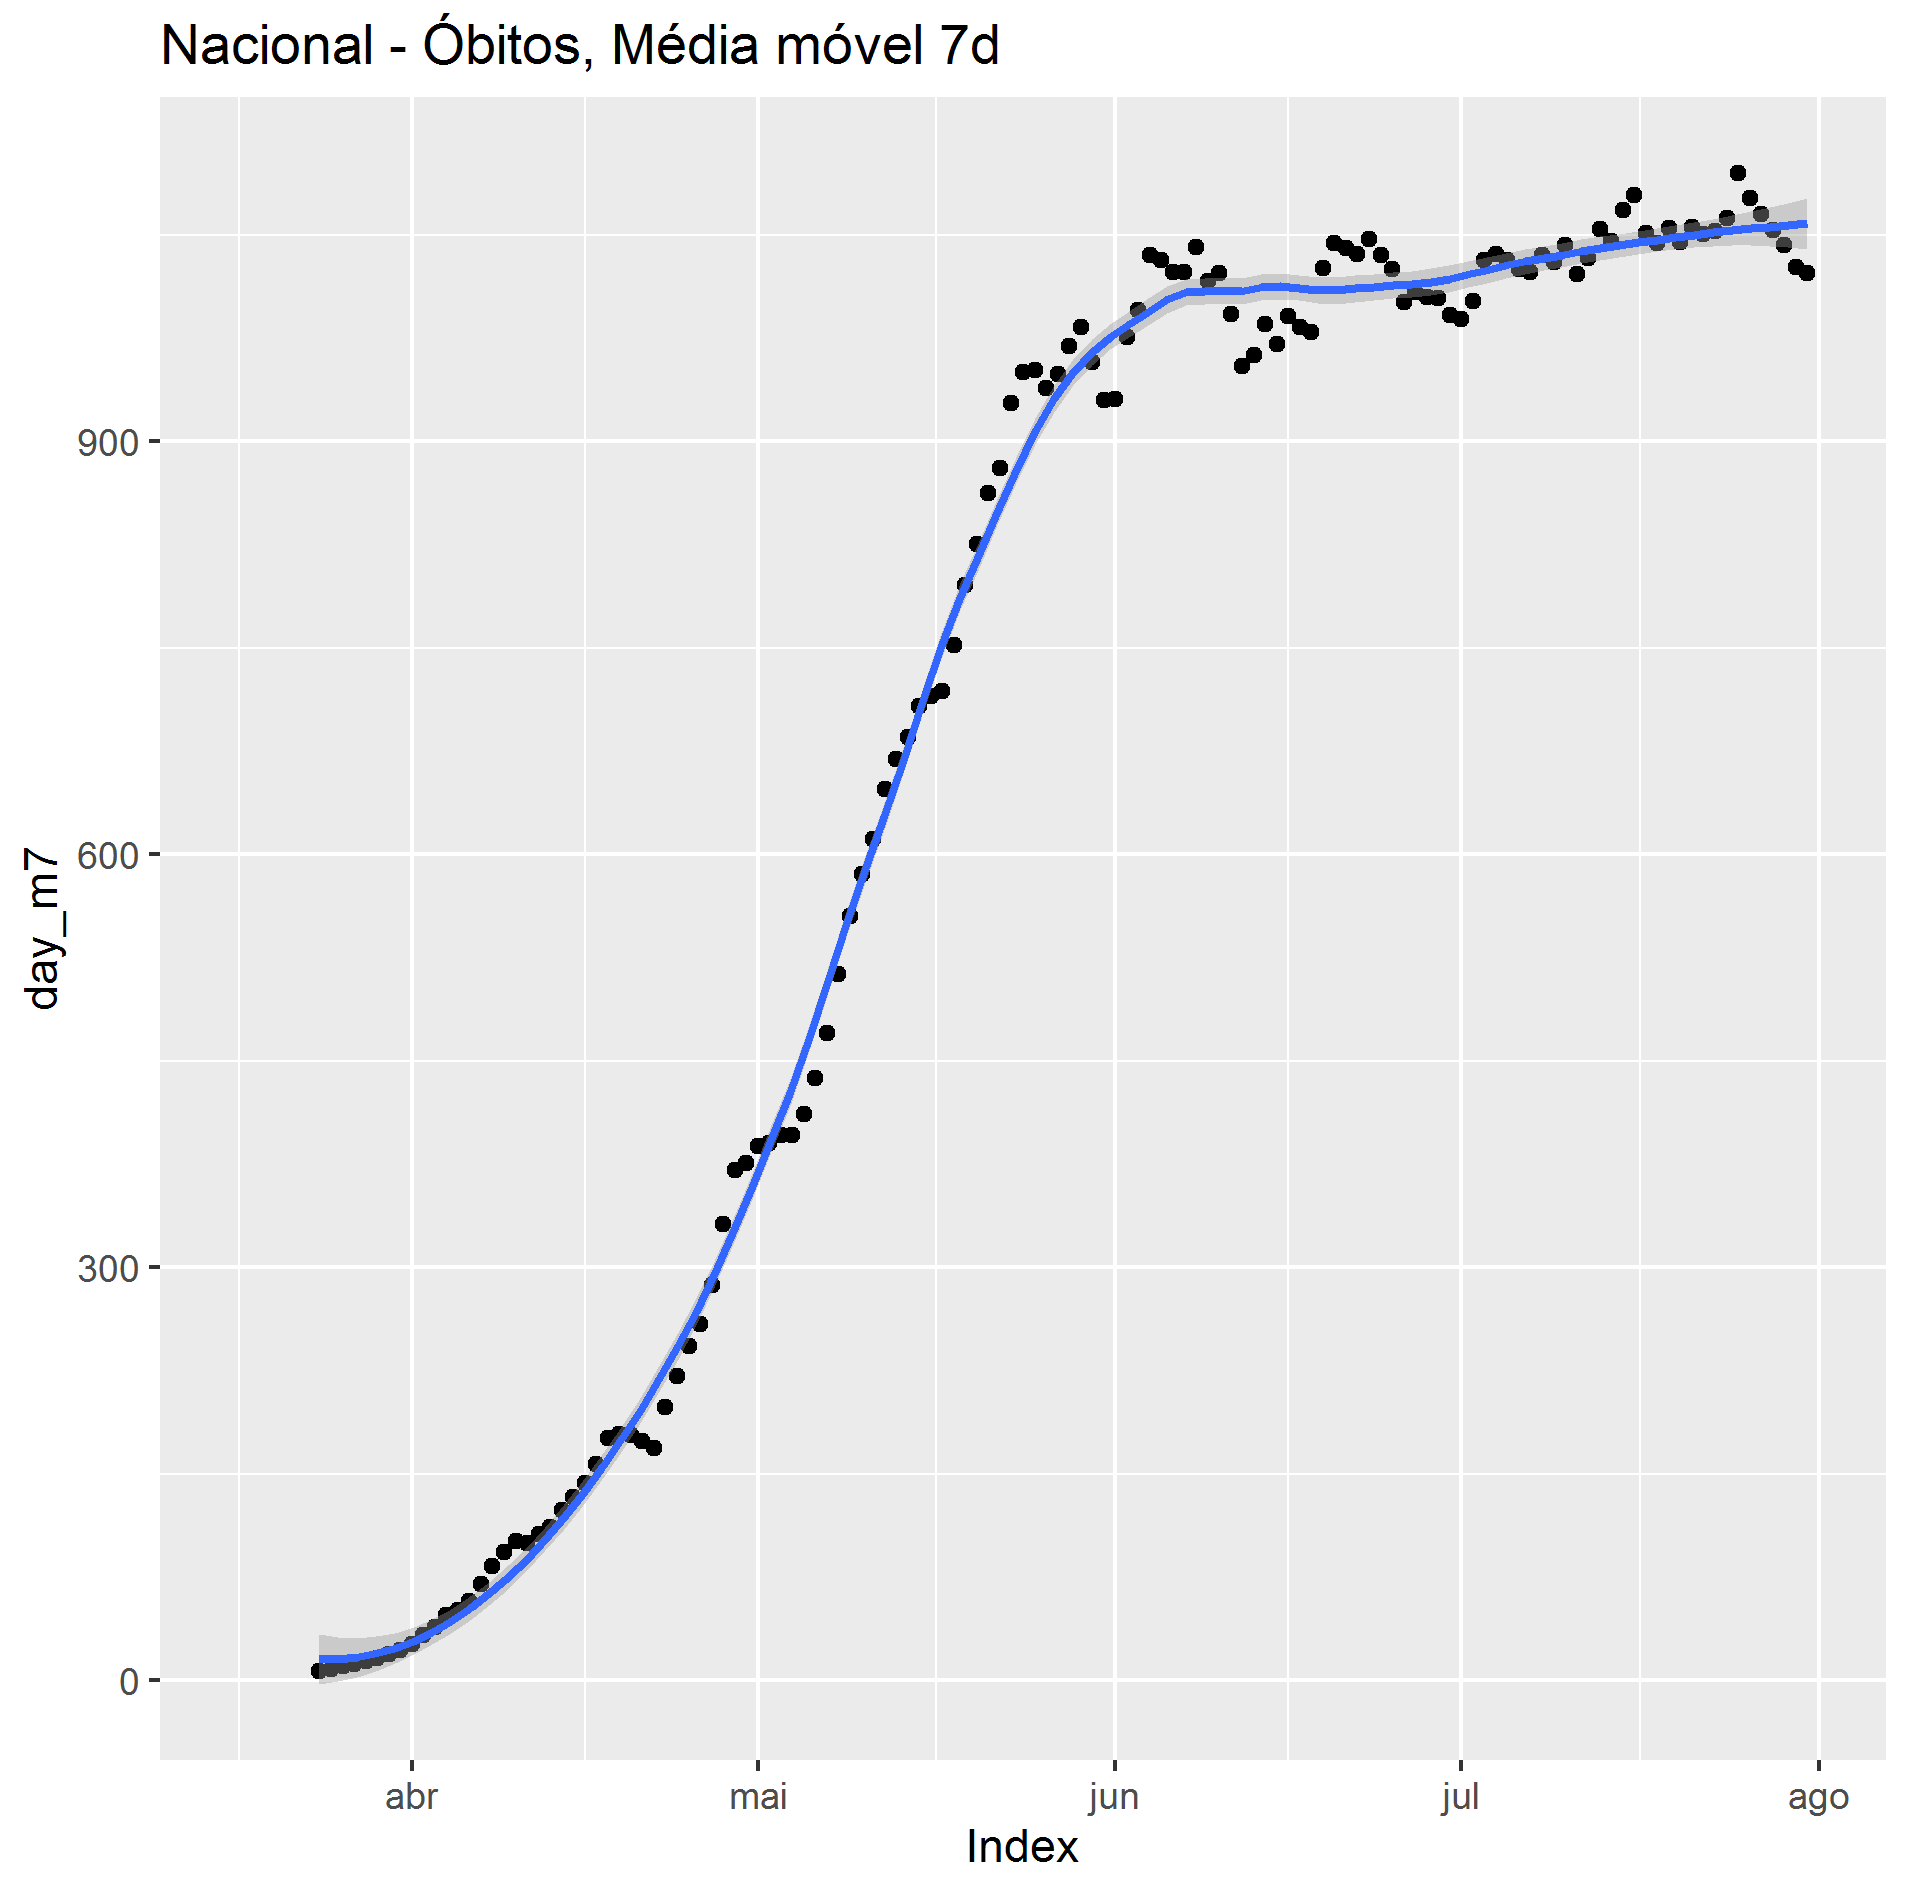 Nacional - Óbitos, Média móvel 7d
day_m7
900
600
300
0
abr mai jun jul ago
Index